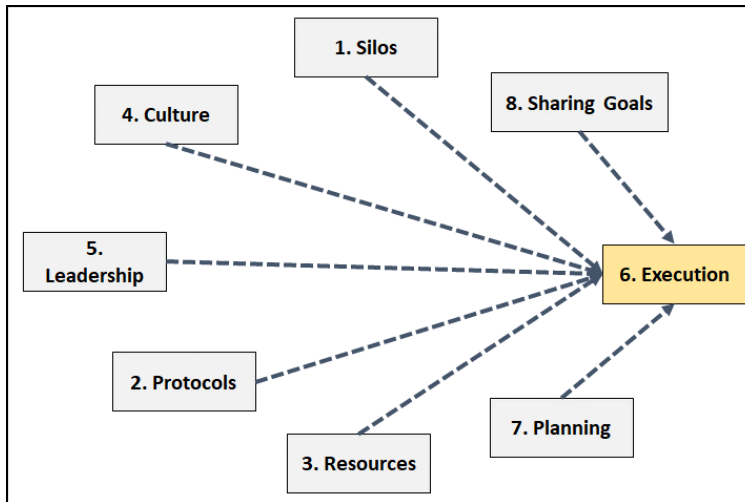 1. Silos
8. Sharing Goals
4. Culture
5.
Leadership
6. Execution
2. Protocols
7. Planning
3. Resources